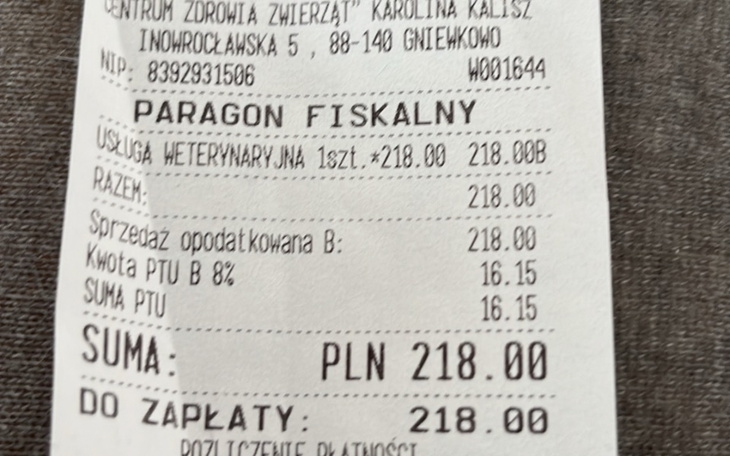 CENTRUM ZDROWIA ZWIERZĄT" KAROLINA KALISZ
INOWROCŁAWSKA 5 , 88-140 GNIEWKOWO
NIP: 8392931506 W001644
PARAGON FISKALNY
USŁUGA WETERYNARYJNA 1szt.*218.00 218.00B
RAZEM: 218.00
Sprzedaż opodatkowana B: 218.00
Kwota PTU B 8% 16.15
SUMA PTU 16.15
SUMA: PLN 218.00
DO ZAPŁATY: 218.00
ROZLICZENIE PŁATNOŚCI